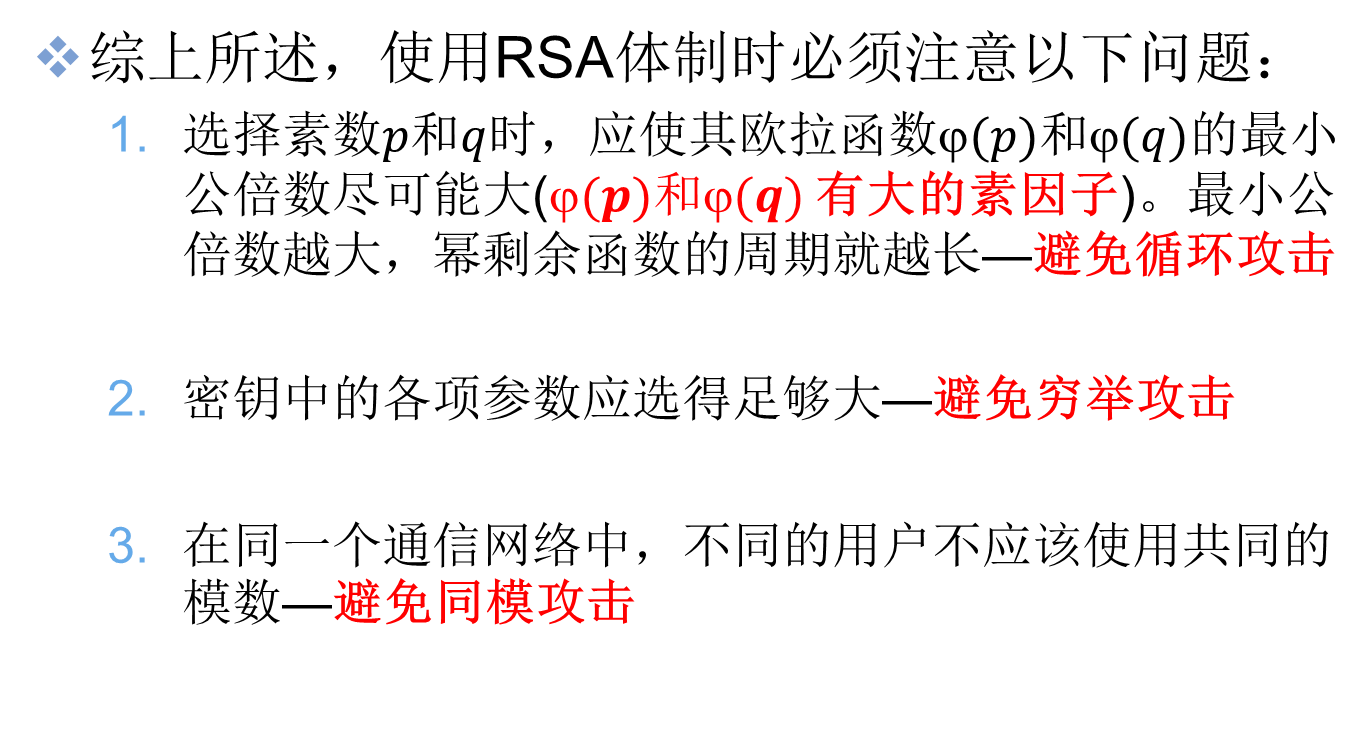 综上所述，使用RSA体制时必须注意以下问题：
1. 选择素数p和q时，应使其欧拉函数φ(p)和φ(q)的最小
公倍数尽可能大(φ(p)和φ(q) 有大的素因子)。最小公
倍数越大，幂剩余函数的周期就越长—避免循环攻击
2. 密钥中的各项参数应选得足够大—避免穷举攻击
3. 在同一个通信网络中，不同的用户不应该使用共同的
模数—避免同模攻击